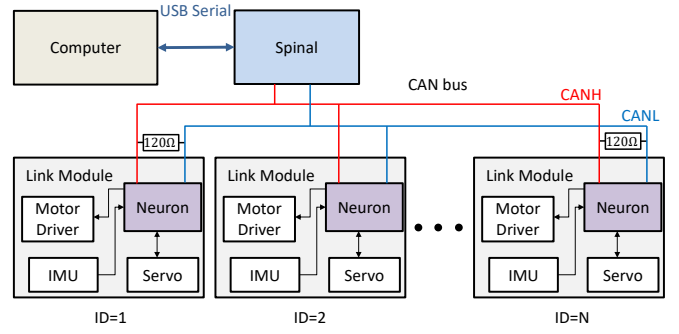 USB Serial
Computer
Spinal
CAN bus
CANH
CANL
120Ω
120Ω
Link Module
Neuron
Motor
Driver
IMU
Servo
Link Module
Neuron
Motor
Driver
IMU
Servo
Link Module
Neuron
Motor
Driver
IMU
Servo
ID=1
ID=2
ID=N